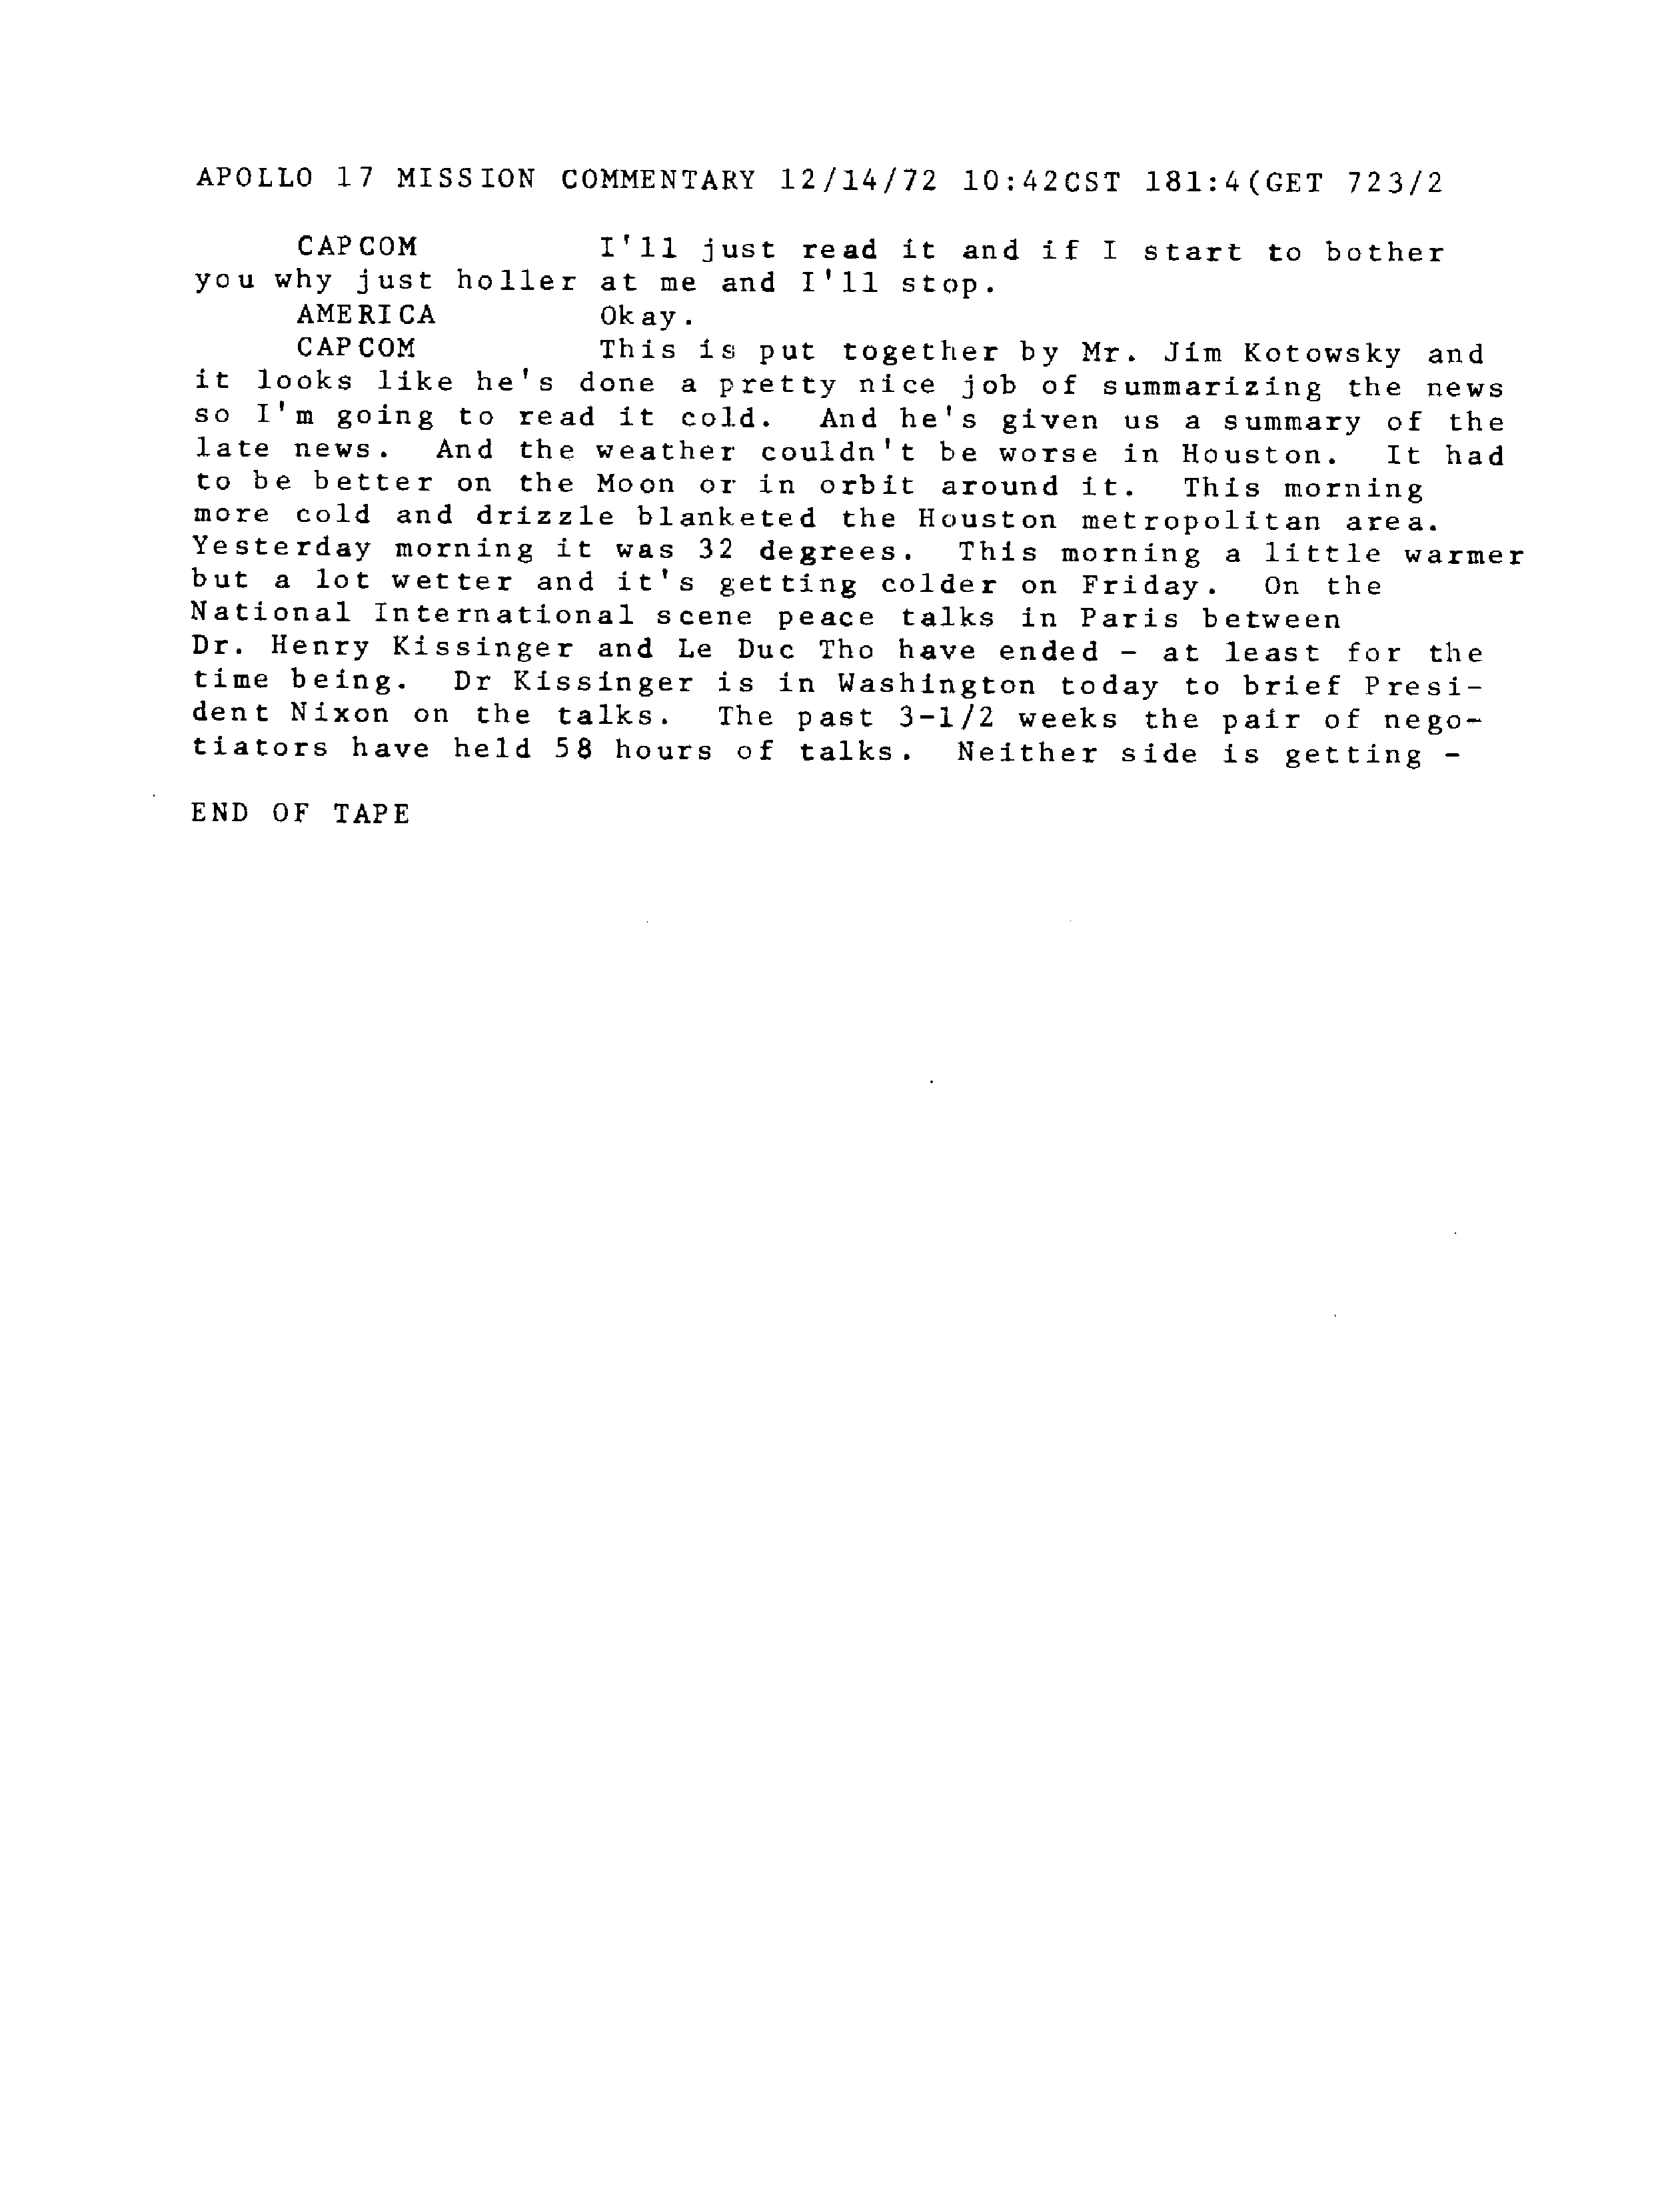 APOLLO 17 MISSION COMMENTARY 12/14/72 10:42CST 181:4(GET 723/2
CAPCOM I'll just read it and if I start to bother
you why just holler at me and I'll stop.
AMERICA Okay.
CAPCOM This is put together by Mr. Jim Kotowsky and
it looks like he's done a pretty nice job of summarizing the news
so I'm going to read it cold. And he's given us a summary of the
late news. And the weather couldn't be worse in Houston. It had
to be better on the Moon or in orbit around it. This morning
more cold and drizzle blanketed the Houston metropolitan area.
Yesterday morning it was 32 degrees. This morning a little warmer
but a lot wetter and it's getting colder on Friday. On the
National International scene peace talks in Paris between
Dr. Henry Kissinger and Le Duc Tho have ended - at least for the
time being. Dr Kissinger is in Washington today to brief Presi-
dent Nixon on the talks. The past 3-1/2 weeks the pair of nego-
tiators have held 58 hours of talks. Neither side is getting -
END OF TAPE